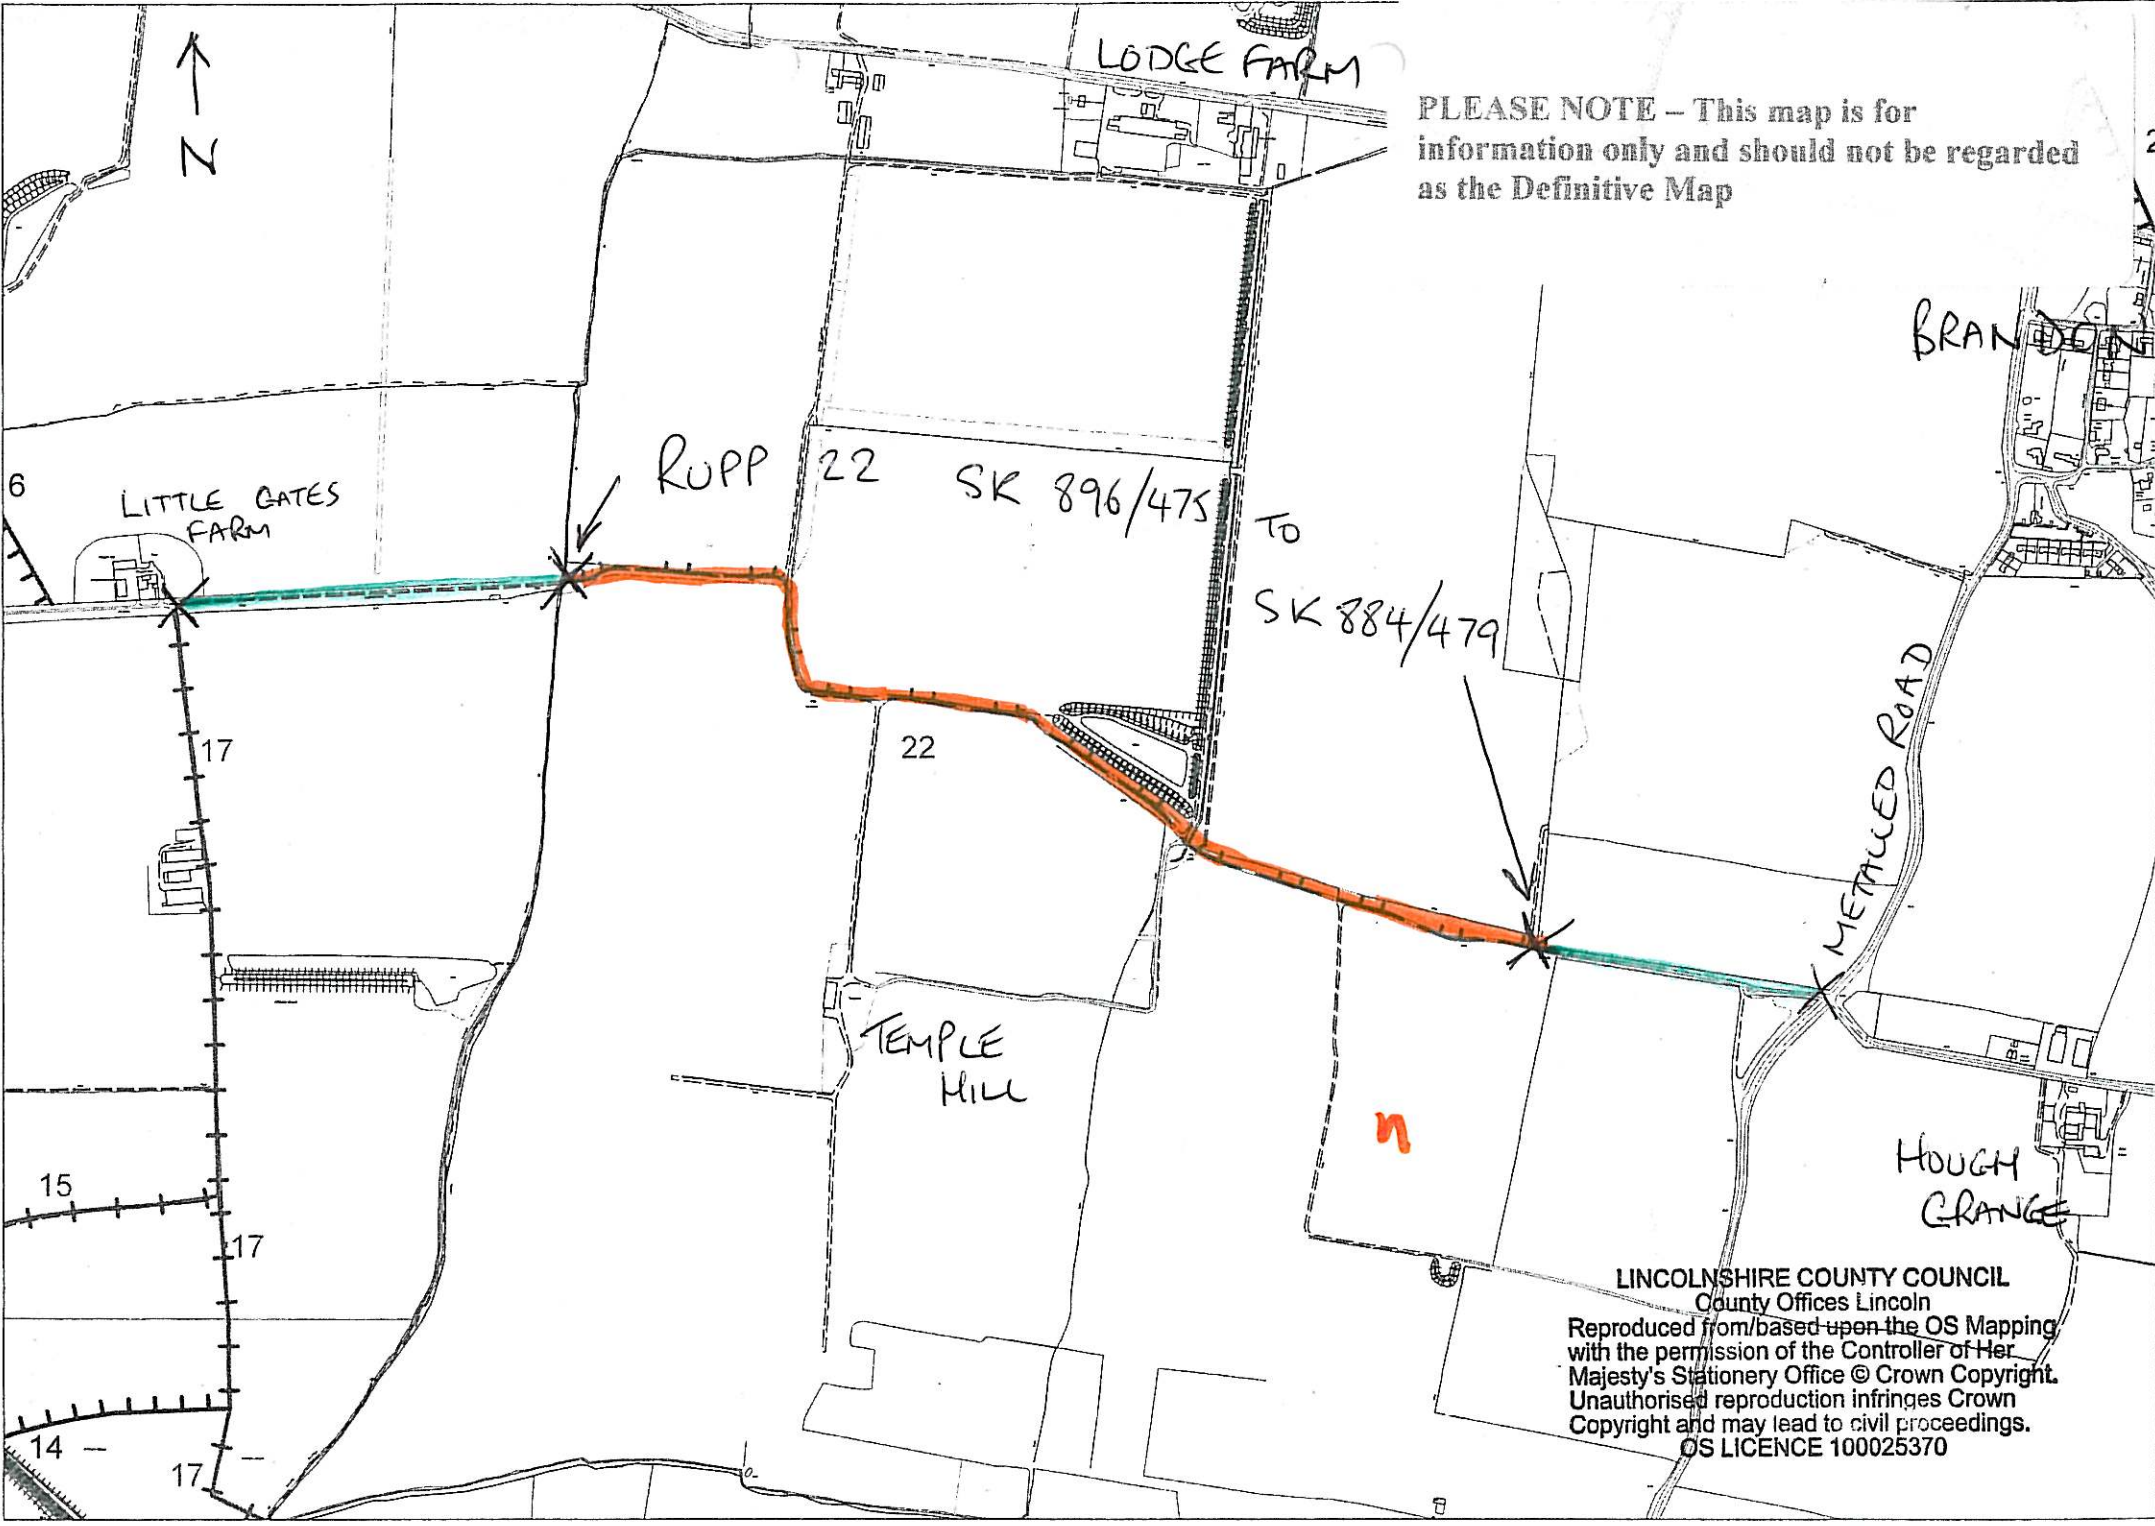 N
LODGE FARM
PLEASE NOTE – This map is for
information only and should not be regarded
as the Definitive Map
2
BRANDON
6
LITTLE GATES
FARM
RUPP 22 SK 896/475 TO
SK 884/479
17
22
METALLED ROAD
TEMPLE
HILL
n
15
17
HOUGH
GRANGE
LINCOLNSHIRE COUNTY COUNCIL
County Offices Lincoln
Reproduced from/based upon the OS Mapping
with the permission of the Controller of Her
Majesty's Stationery Office © Crown Copyright.
Unauthorised reproduction infringes Crown
Copyright and may lead to civil proceedings.
OS LICENCE 100025370
14
17